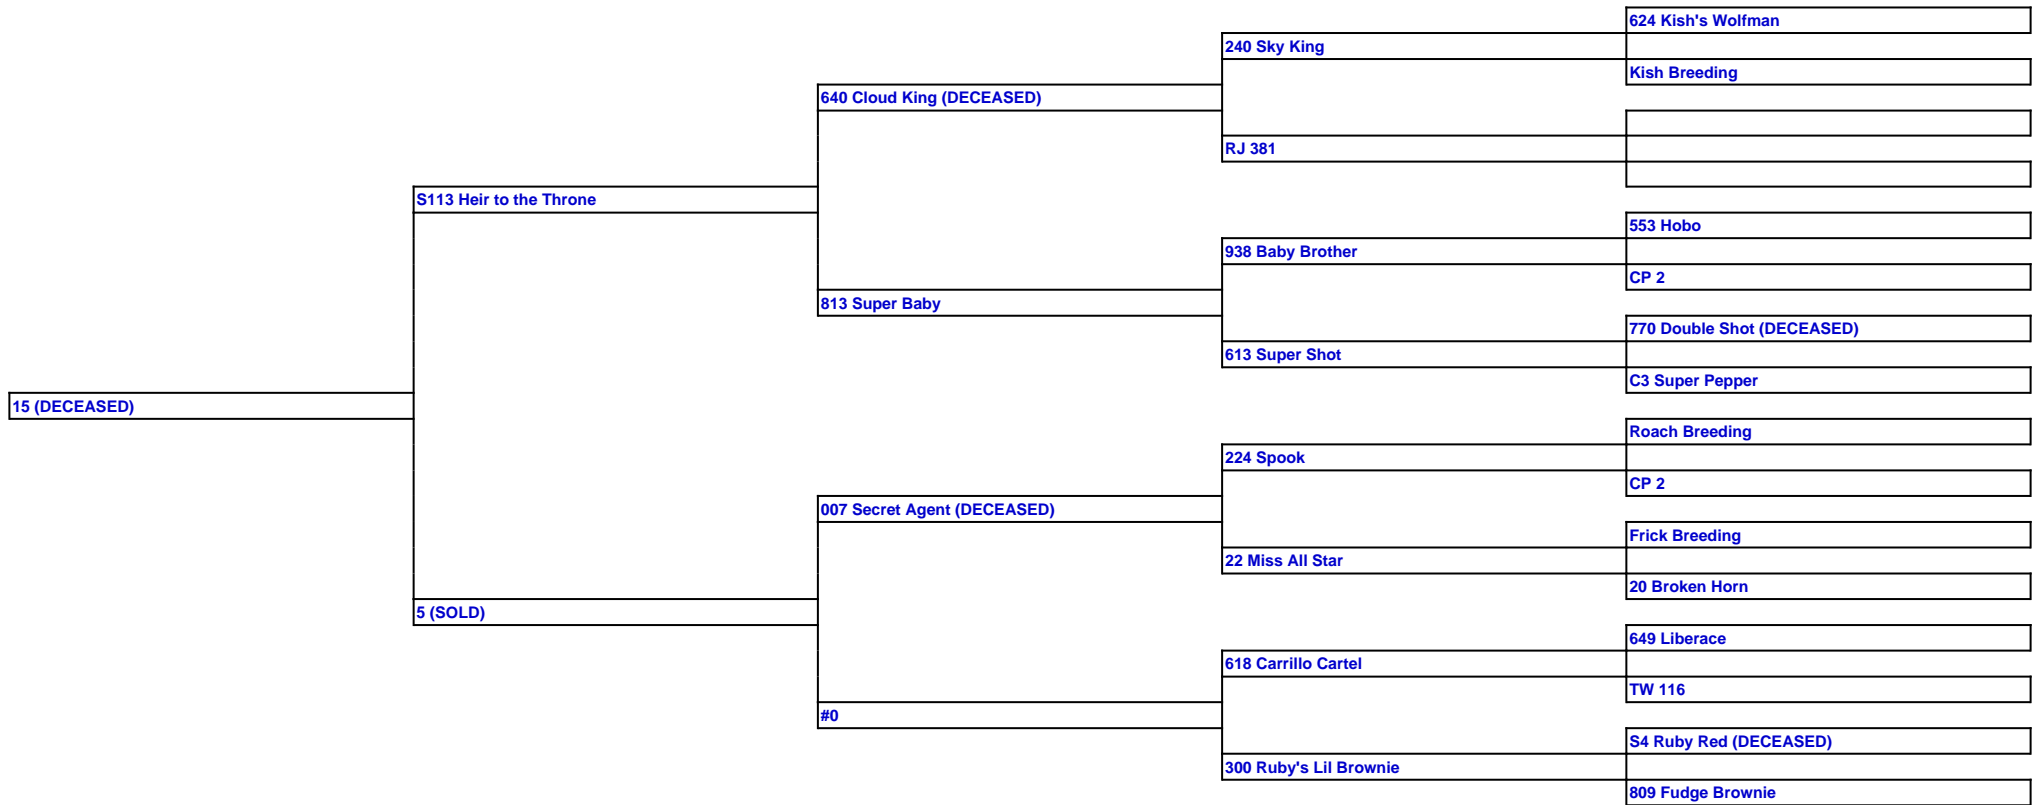 624 Kish's Wolfman
240 Sky King
Kish Breeding
640 Cloud King (DECEASED)
RJ 381
S113 Heir to the Throne
553 Hobo
938 Baby Brother
CP 2
813 Super Baby
770 Double Shot (DECEASED)
613 Super Shot
C3 Super Pepper
15 (DECEASED)
Roach Breeding
224 Spook
CP 2
007 Secret Agent (DECEASED)
Frick Breeding
22 Miss All Star
20 Broken Horn
5 (SOLD)
649 Liberace
618 Carrillo Cartel
TW 116
#0
S4 Ruby Red (DECEASED)
300 Ruby's Lil Brownie
809 Fudge Brownie